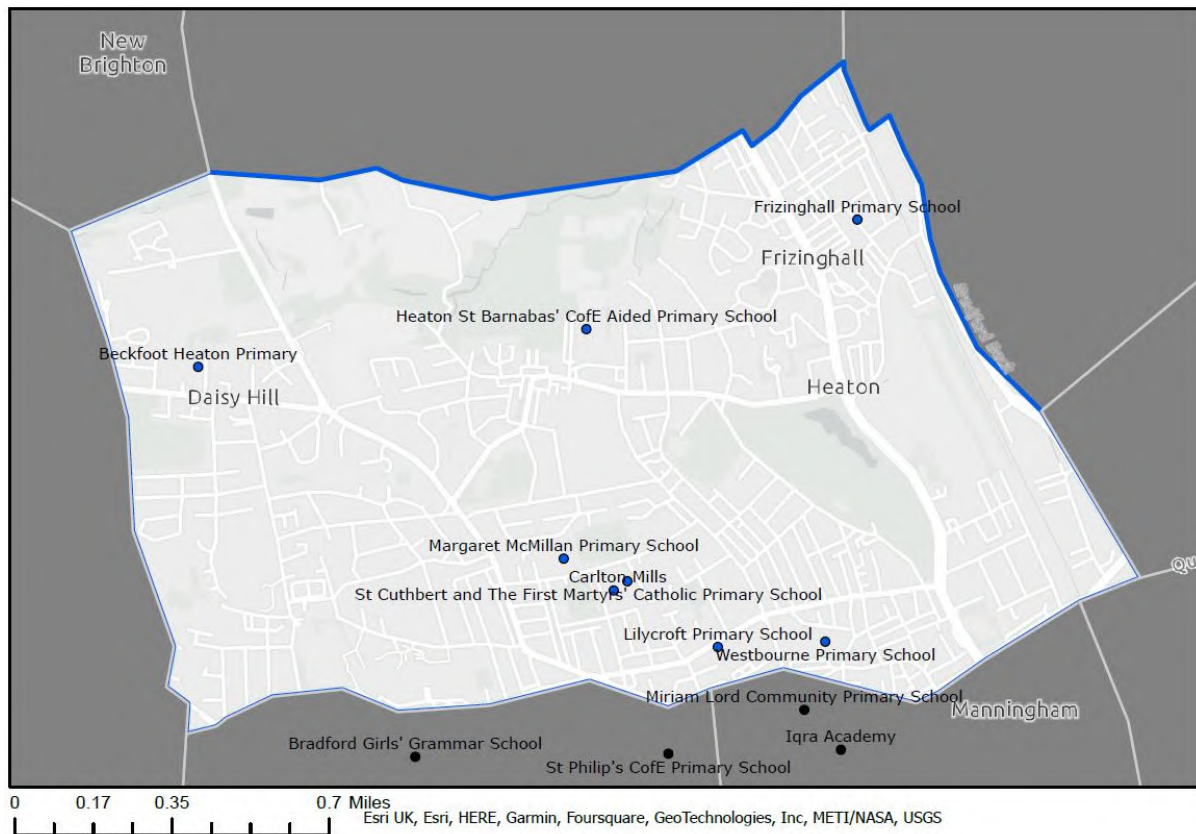 New
Brighton
Frizinghall Primary School
Frizinghall
Heaton St Barnabas' CofE Aided Primary School
Beckfoot Heaton Primary
Daisy Hill
Heaton
Margaret McMillan Primary School
Carlton Mills
St Cuthbert and The First Martyrs' Catholic Primary School
Qu
Lilycroft Primary School
Westbourne Primary School
Miriam Lord Community Primary School
Manningham
Iqra Academy
Bradford Girls' Grammar School
St Philip's CofE Primary School
0 0.17 0.35 0.7 Miles
Esri UK, Esri, HERE, Garmin, Foursquare, GeoTechnologies, Inc, METI/NASA, USGS